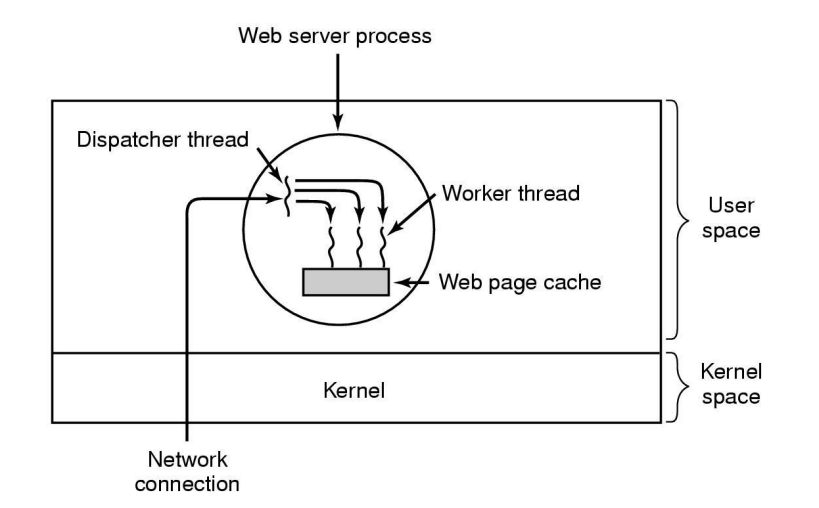 Web server process
Dispatcher thread
Worker thread
User
space
Web page cache
Kernel
Kernel
space
Network
connection